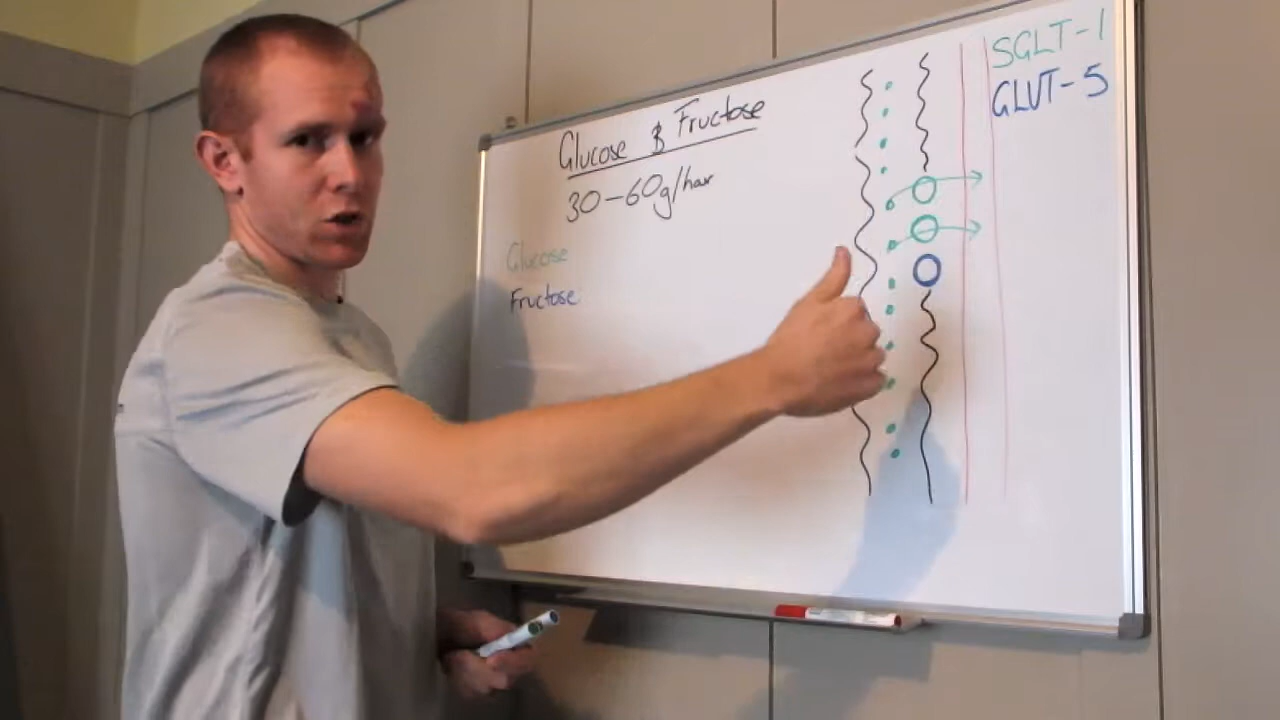 Glucose & Fructose
30-60g/hour
Glucose
Fructose
SGLT-1
GLUT-5